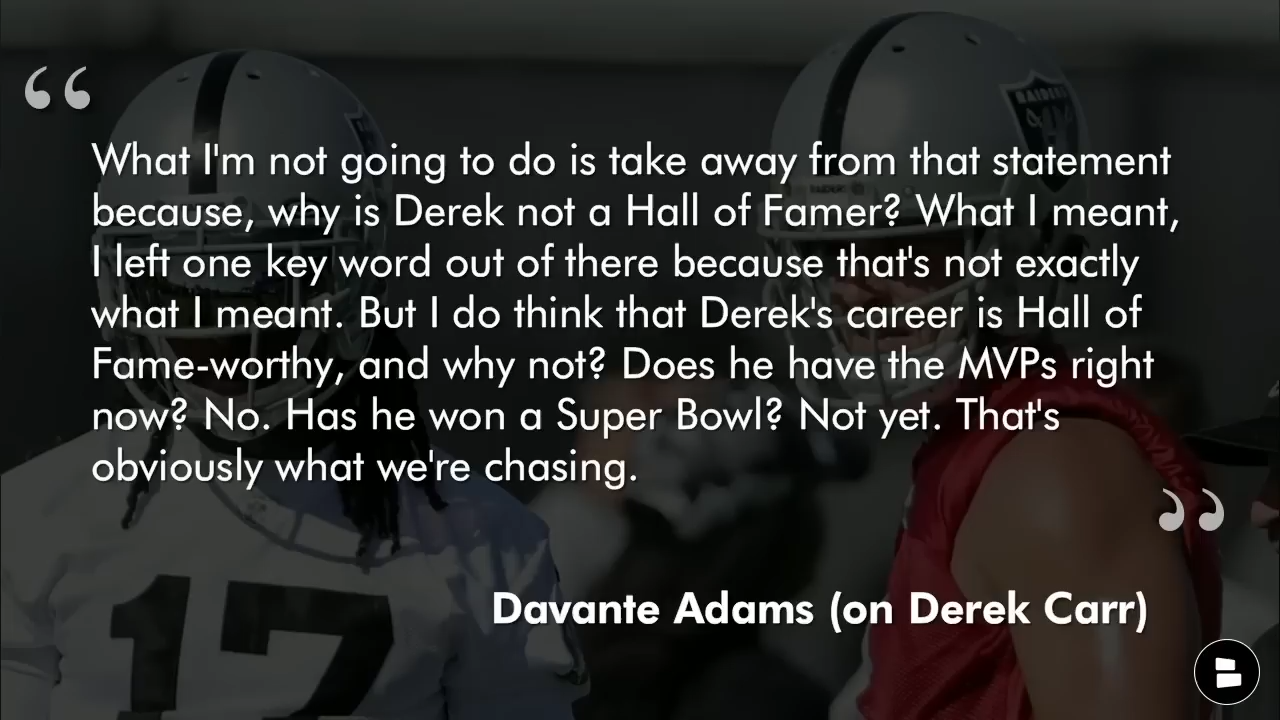 “
What I'm not going to do is take away from that statement
because, why is Derek not a Hall of Famer? What I meant,
I left one key word out of there because that's not exactly
what I meant. But I do think that Derek's career is Hall of
Fame-worthy, and why not? Does he have the MVPs right
now? No. Has he won a Super Bowl? Not yet. That's
obviously what we're chasing.
”
Davante Adams (on Derek Carr)
RAIDERS
17